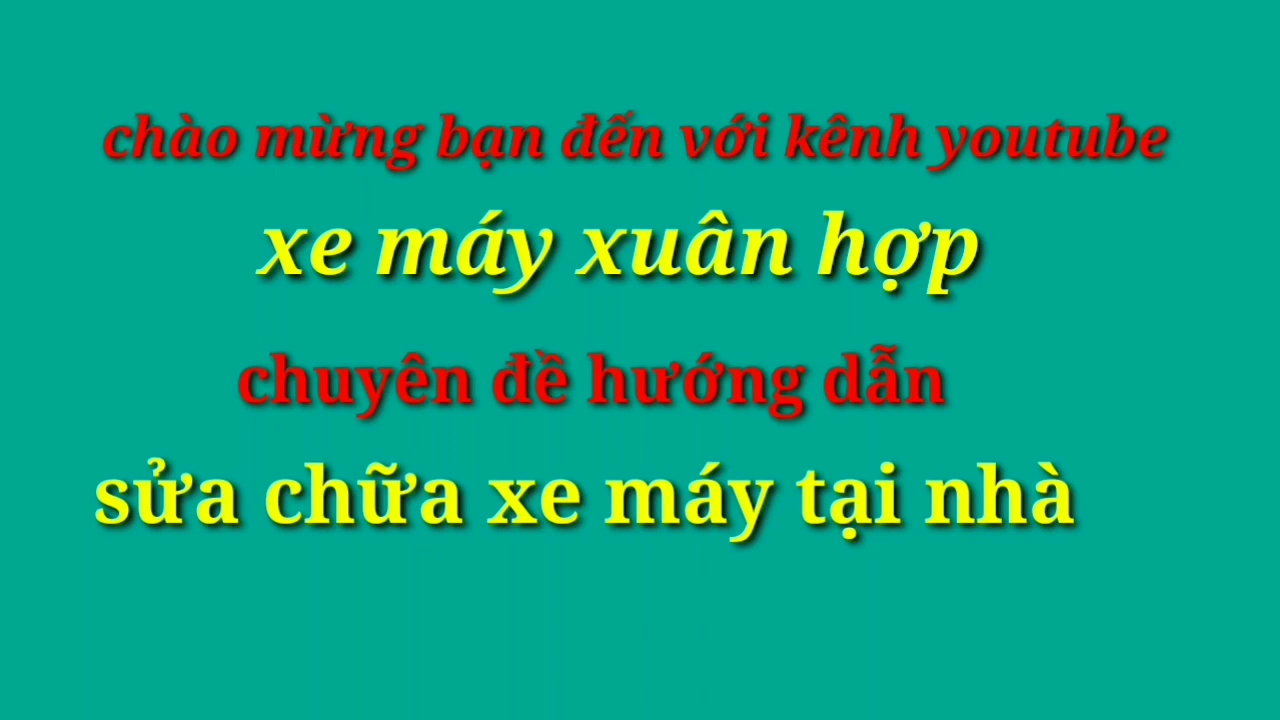 chào mừng bạn đến với kênh youtube
xe máy xuân hợp
chuyên đề hướng dẫn
sửa chữa xe máy tại nhà